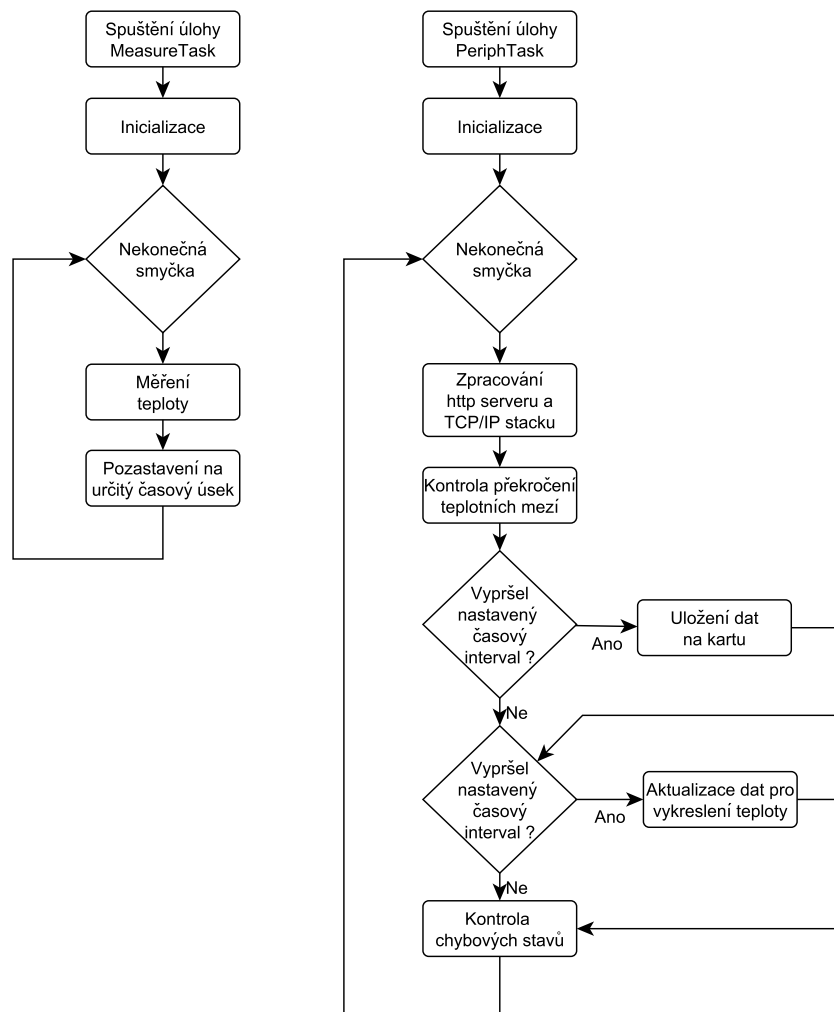 Spuštění úlohy
MeasureTask
Inicializace
Nekonečná
smyčka
Měření
teploty
Pozastavení na
určitý časový úsek
Spuštění úlohy
PeriphTask
Inicializace
Nekonečná
smyčka
Zpracování
http serveru a
TCP/IP stacku
Kontrola překročení
teplotních mezí
Vypršel
nastavený
časový
interval ?
Ano
Uložení dat
na kartu
Ne
Vypršel
nastavený
časový
interval ?
Ano
Aktualizace dat pro
vykreslení teploty
Ne
Kontrola
chybových stavů